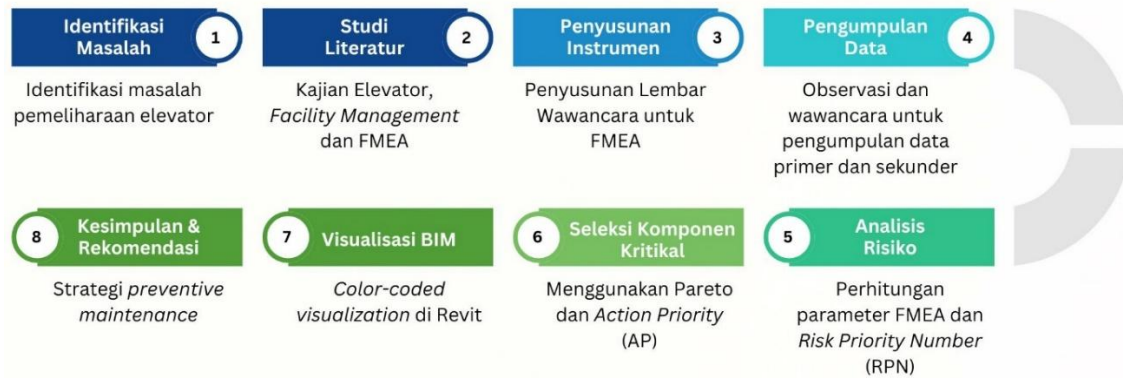 Identifikasi
Masalah
1
Identifikasi masalah
pemeliharaan elevator
Studi
Literatur
2
Kajian Elevator,
Facility Management
dan FMEA
Penyusunan
Instrumen
3
Penyusunan Lembar
Wawancara untuk
FMEA
Pengumpulan
Data
4
Observasi dan
wawancara untuk
pengumpulan data
primer dan sekunder
5
Analisis
Risiko
Perhitungan
parameter FMEA dan
Risk Priority Number
(RPN)
6
Seleksi Komponen
Kritikal
Menggunakan Pareto
dan Action Priority
(AP)
7
Visualisasi BIM
Color-coded
visualization di Revit
8
Kesimpulan &
Rekomendasi
Strategi preventive
maintenance